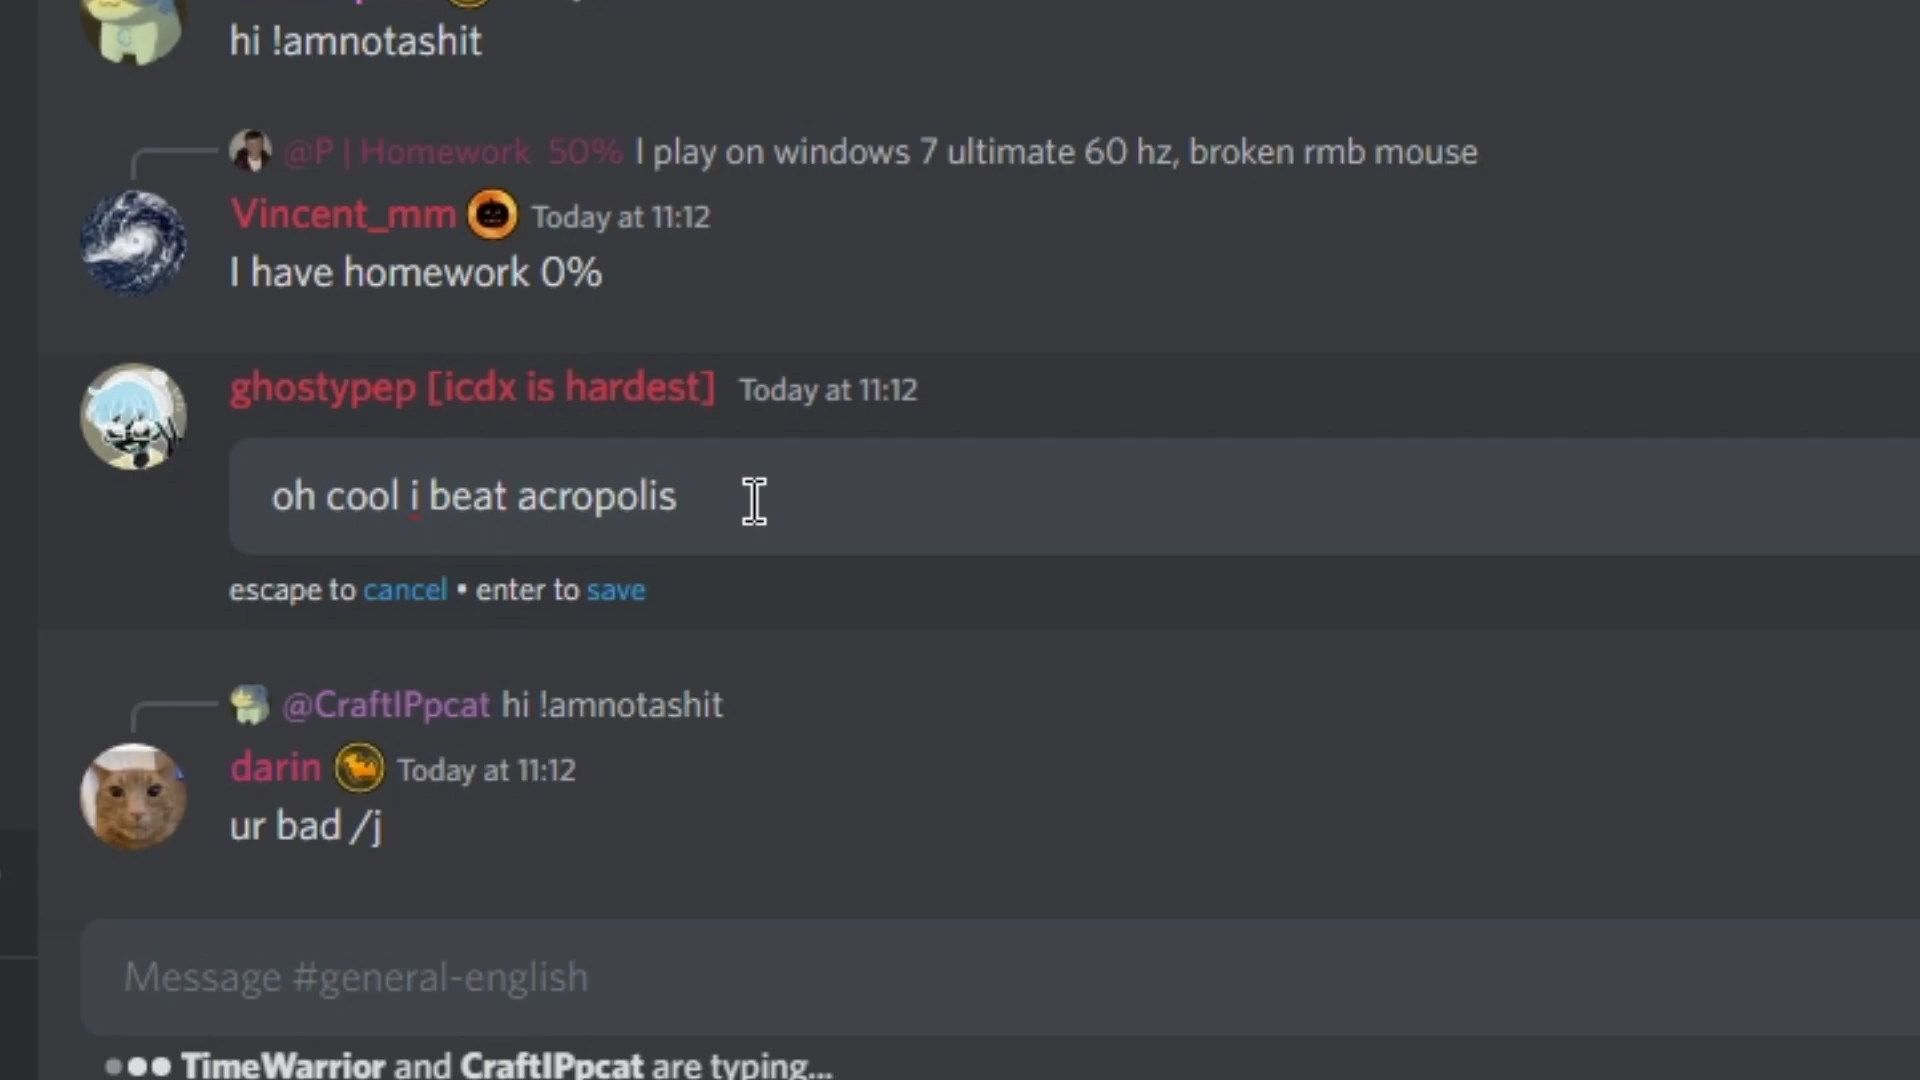 hi !amnotashit
@P | Homework 50% I play on windows 7 ultimate 60 hz, broken rmb mouse
Vincent_mm Today at 11:12
I have homework 0%
ghostypep [icdx is hardest] Today at 11:12
oh cool i beat acropolis
escape to cancel • enter to save
@CraftIPpcat hi !amnotashit
darin Today at 11:12
ur bad /j
Message #general-english
TimeWarrior and CraftIPpcat are typing...